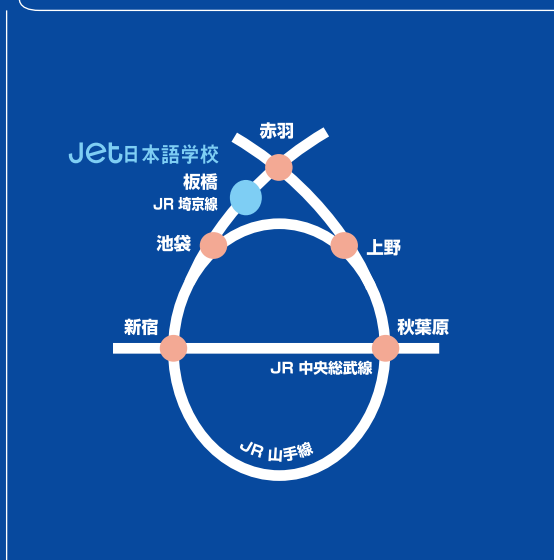 赤羽
Jet日本語学校
板橋
JR 埼京線
池袋
上野
新宿
秋葉原
JR 中央総武線
JR 山手線